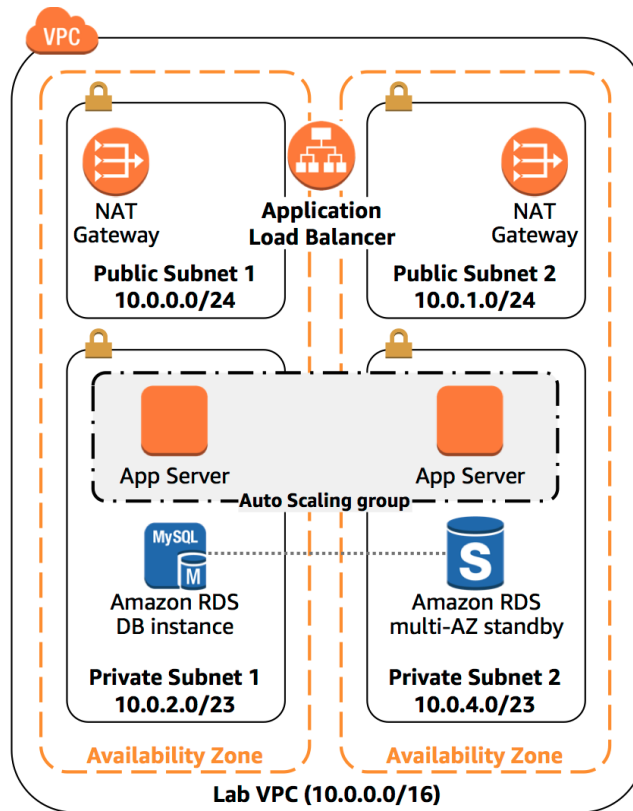 VPC
NAT
Gateway
Public Subnet 1
10.0.0.0/24
Application
Load Balancer
NAT
Gateway
Public Subnet 2
10.0.1.0/24
App Server
App Server
Auto Scaling group
MySQL
M
Amazon RDS
DB instance
S
Amazon RDS
multi-AZ standby
Private Subnet 1
10.0.2.0/23
Private Subnet 2
10.0.4.0/23
Availability Zone
Availability Zone
Lab VPC (10.0.0.0/16)